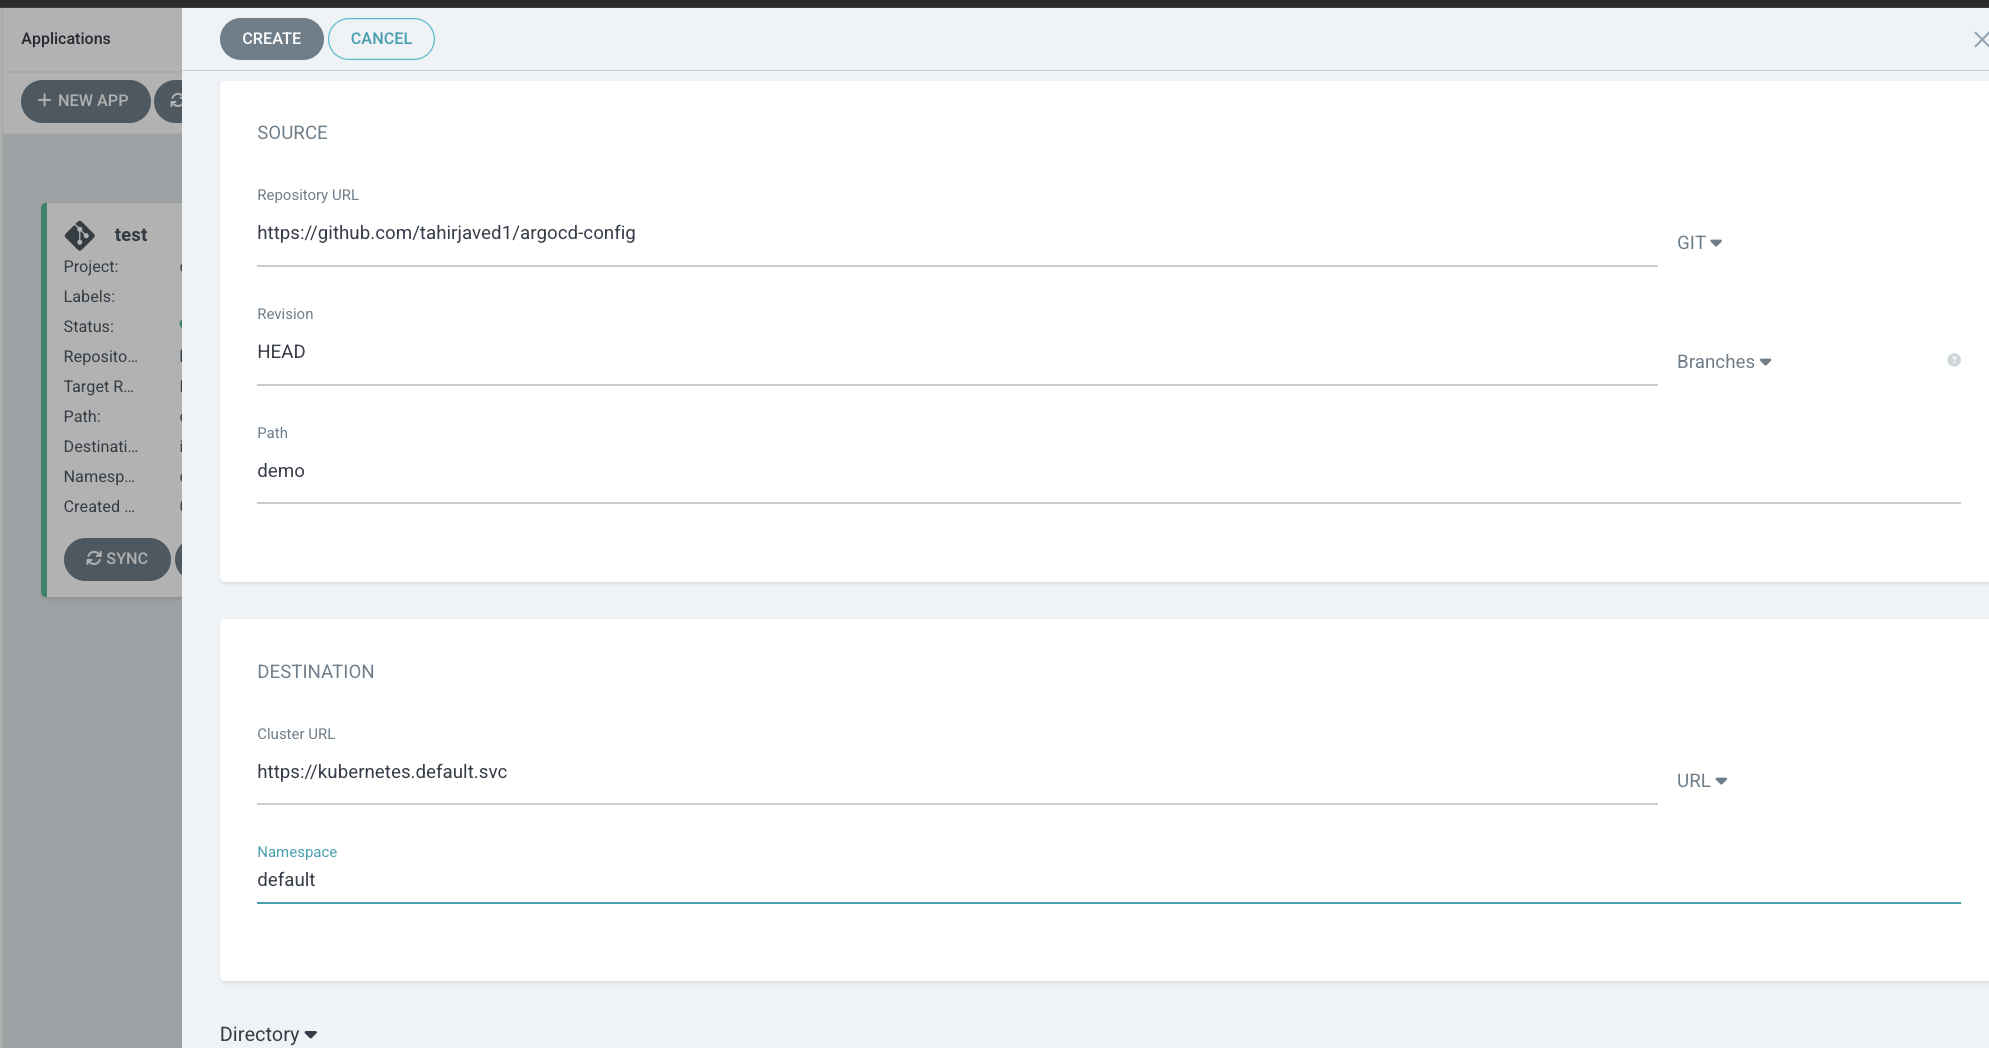 Applications
CREATE
CANCEL
NEW APP
SOURCE
Repository URL
https://github.com/tahirjaved1/argocd-config
GIT
Revision
HEAD
Branches
?
Path
demo
test
Project:
Labels:
Status:
Reposito...
Target R...
Path:
Destinati...
Namesp...
Created ...
SYNC
DESTINATION
Cluster URL
https://kubernetes.default.svc
URL
Namespace
default
Directory